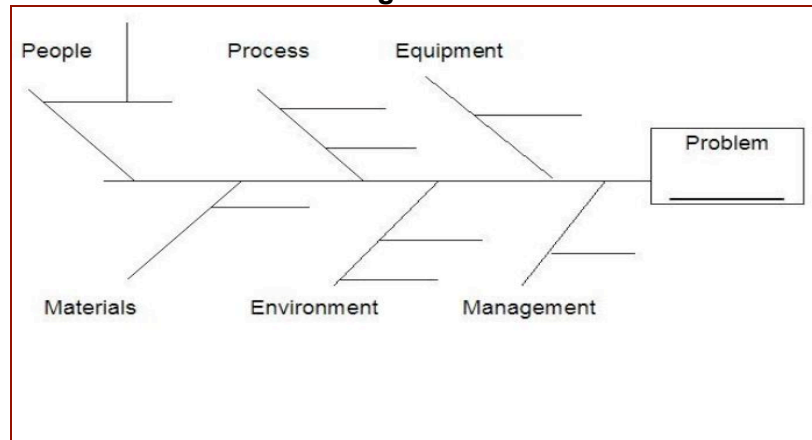 People
Process
Equipment
Problem
Materials
Environment
Management